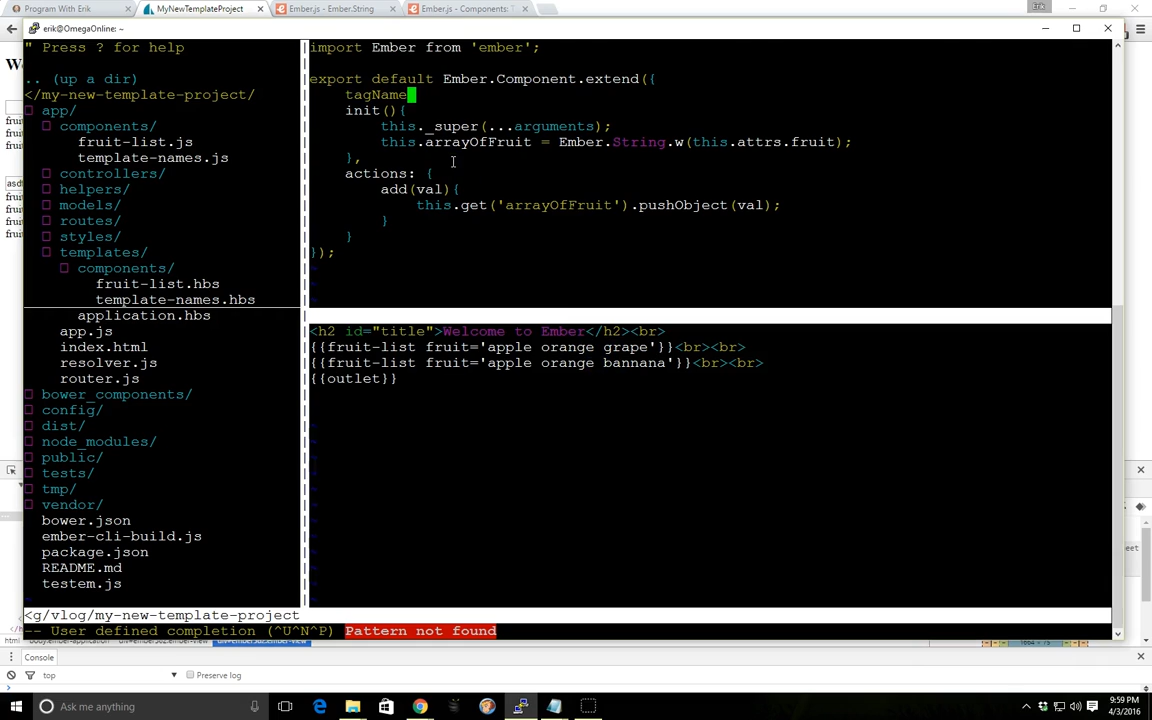 Program With Erik
MyNewTemplateProject
Ember.js - Ember.String
Ember.js - Components: T
Erik
erik@OmegaOnline: ~
" Press ? for help
.. (up a dir)
</my-new-template-project/
app/
components/
fruit-list.js
template-names.js
controllers/
helpers/
models/
routes/
styles/
templates/
components/
fruit-list.hbs
template-names.hbs
application.hbs
app.js
index.html
resolver.js
router.js
bower_components/
config/
dist/
node_modules/
public/
tests/
tmp/
vendor/
bower.json
ember-cli-build.js
package.json
README.md
testem.js
<g/vlog/my-new-template-project
import Ember from 'ember';
export default Ember.Component.extend({
tagName
init(){
this._super(...arguments);
this.arrayOfFruit = Ember.String.w(this.attrs.fruit);
},
actions: {
add(val){
this.get('arrayOfFruit').pushObject(val);
}
}
});
<h2 id="title">Welcome to Ember</h2><br>
{{fruit-list fruit='apple orange grape'}}<br><br>
{{fruit-list fruit='apple orange bannana'}}<br><br>
{{outlet}}
-- User defined completion (^U^N^P) Pattern not found
Console
top
Preserve log
Ask me anything
9:59 PM
4/3/2016